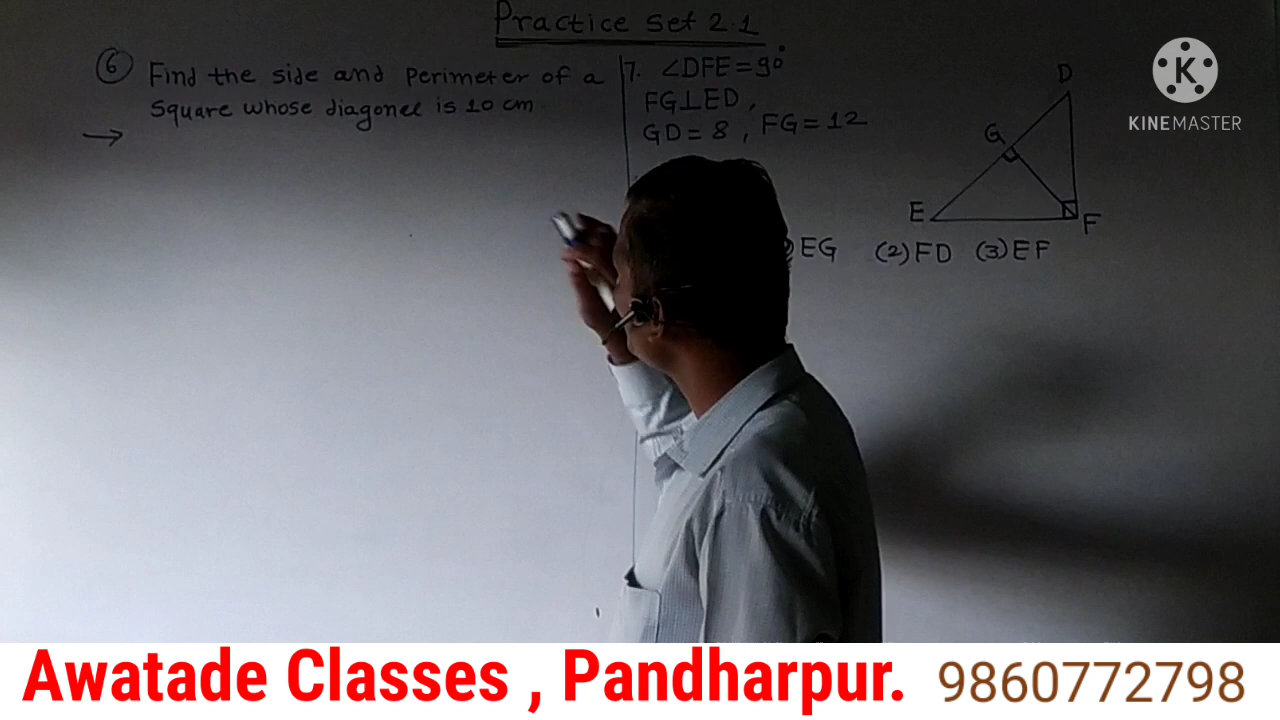 Practice Set 2.1
⑥ Find the side and Perimeter of a
Square whose diagonel is 10 cm.
→
7. ∠DFE = 90°
FG⊥ED,
GD = 8, FG = 12
EG (2) FD (3) EF
D
G
E
F
K
KINEMASTER
Awatade Classes , Pandharpur. 9860772798